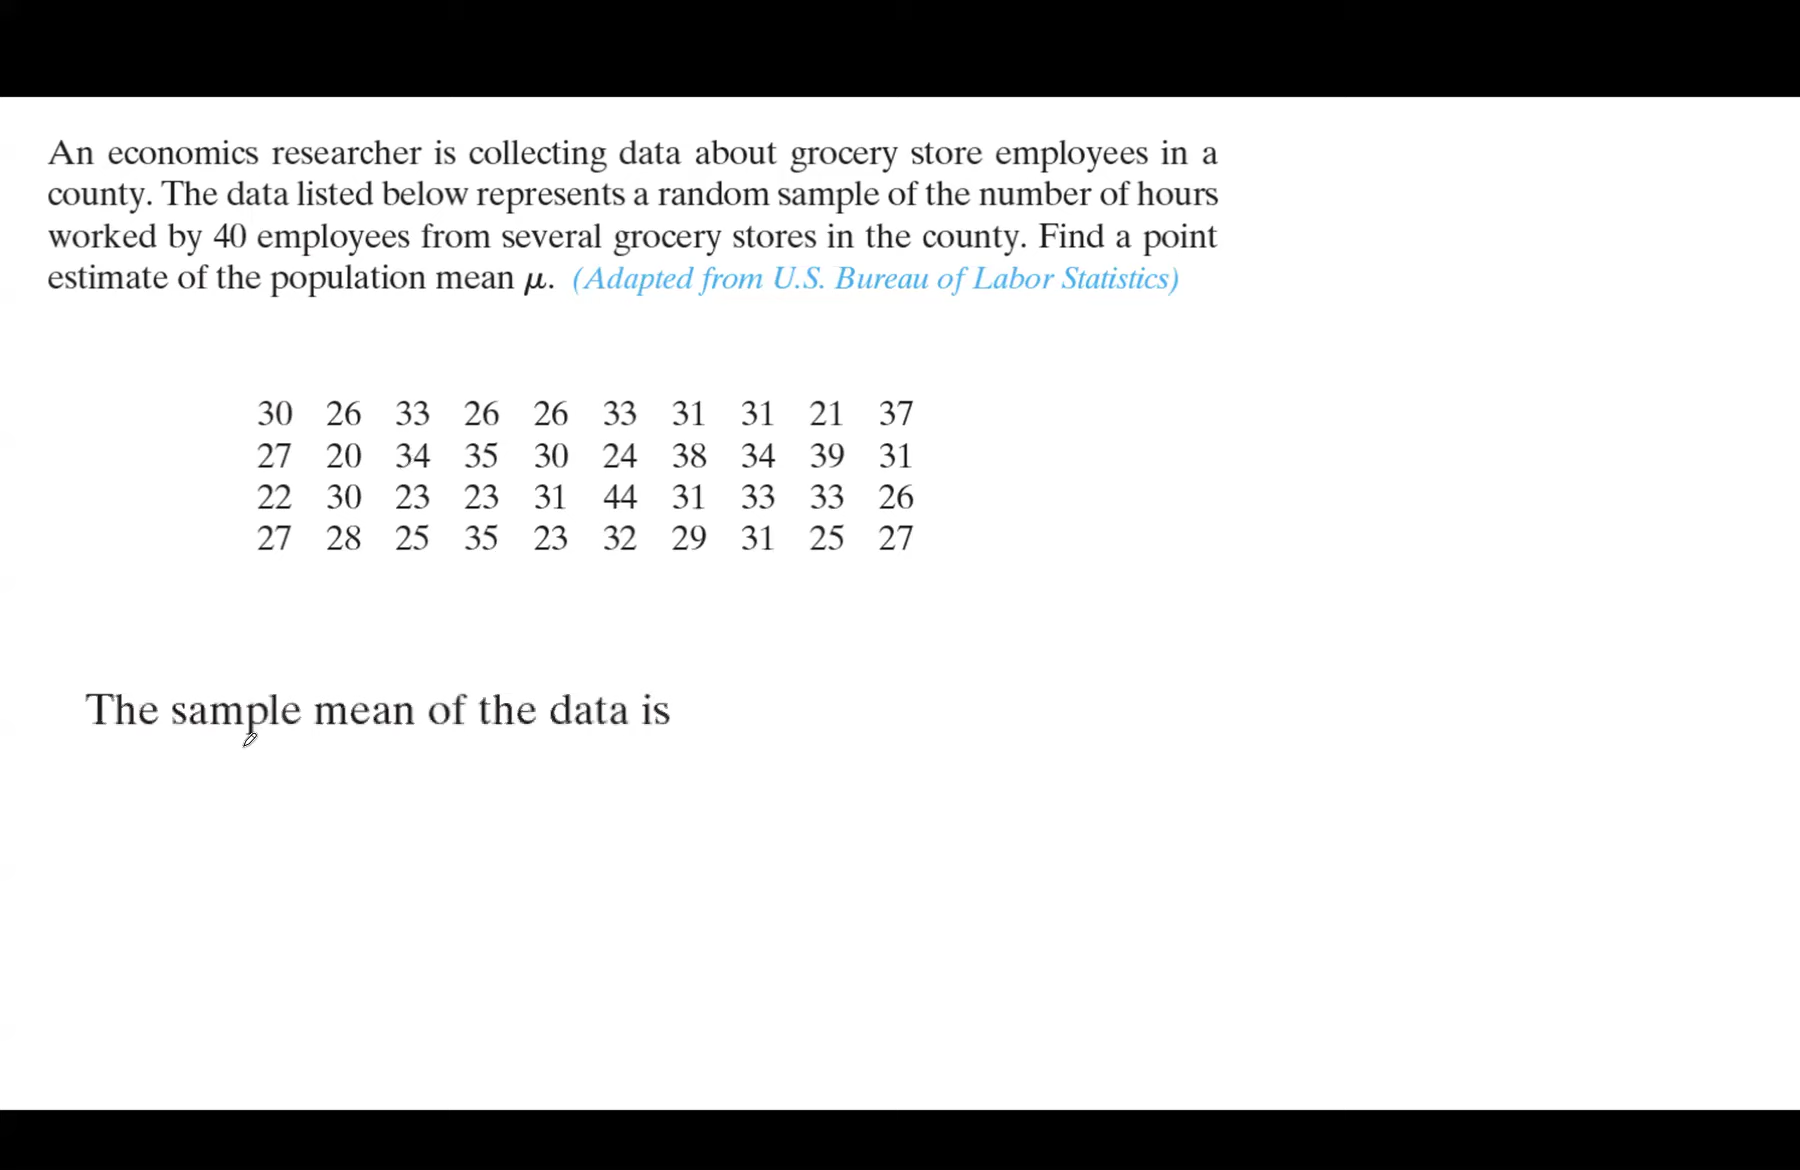 An economics researcher is collecting data about grocery store employees in a
county. The data listed below represents a random sample of the number of hours
worked by 40 employees from several grocery stores in the county. Find a point
estimate of the population mean μ. (Adapted from U.S. Bureau of Labor Statistics)
30 26 33 26 26 33 31 31 21 37
27 20 34 35 30 24 38 34 39 31
22 30 23 23 31 44 31 33 33 26
27 28 25 35 23 32 29 31 25 27
The sample mean of the data is